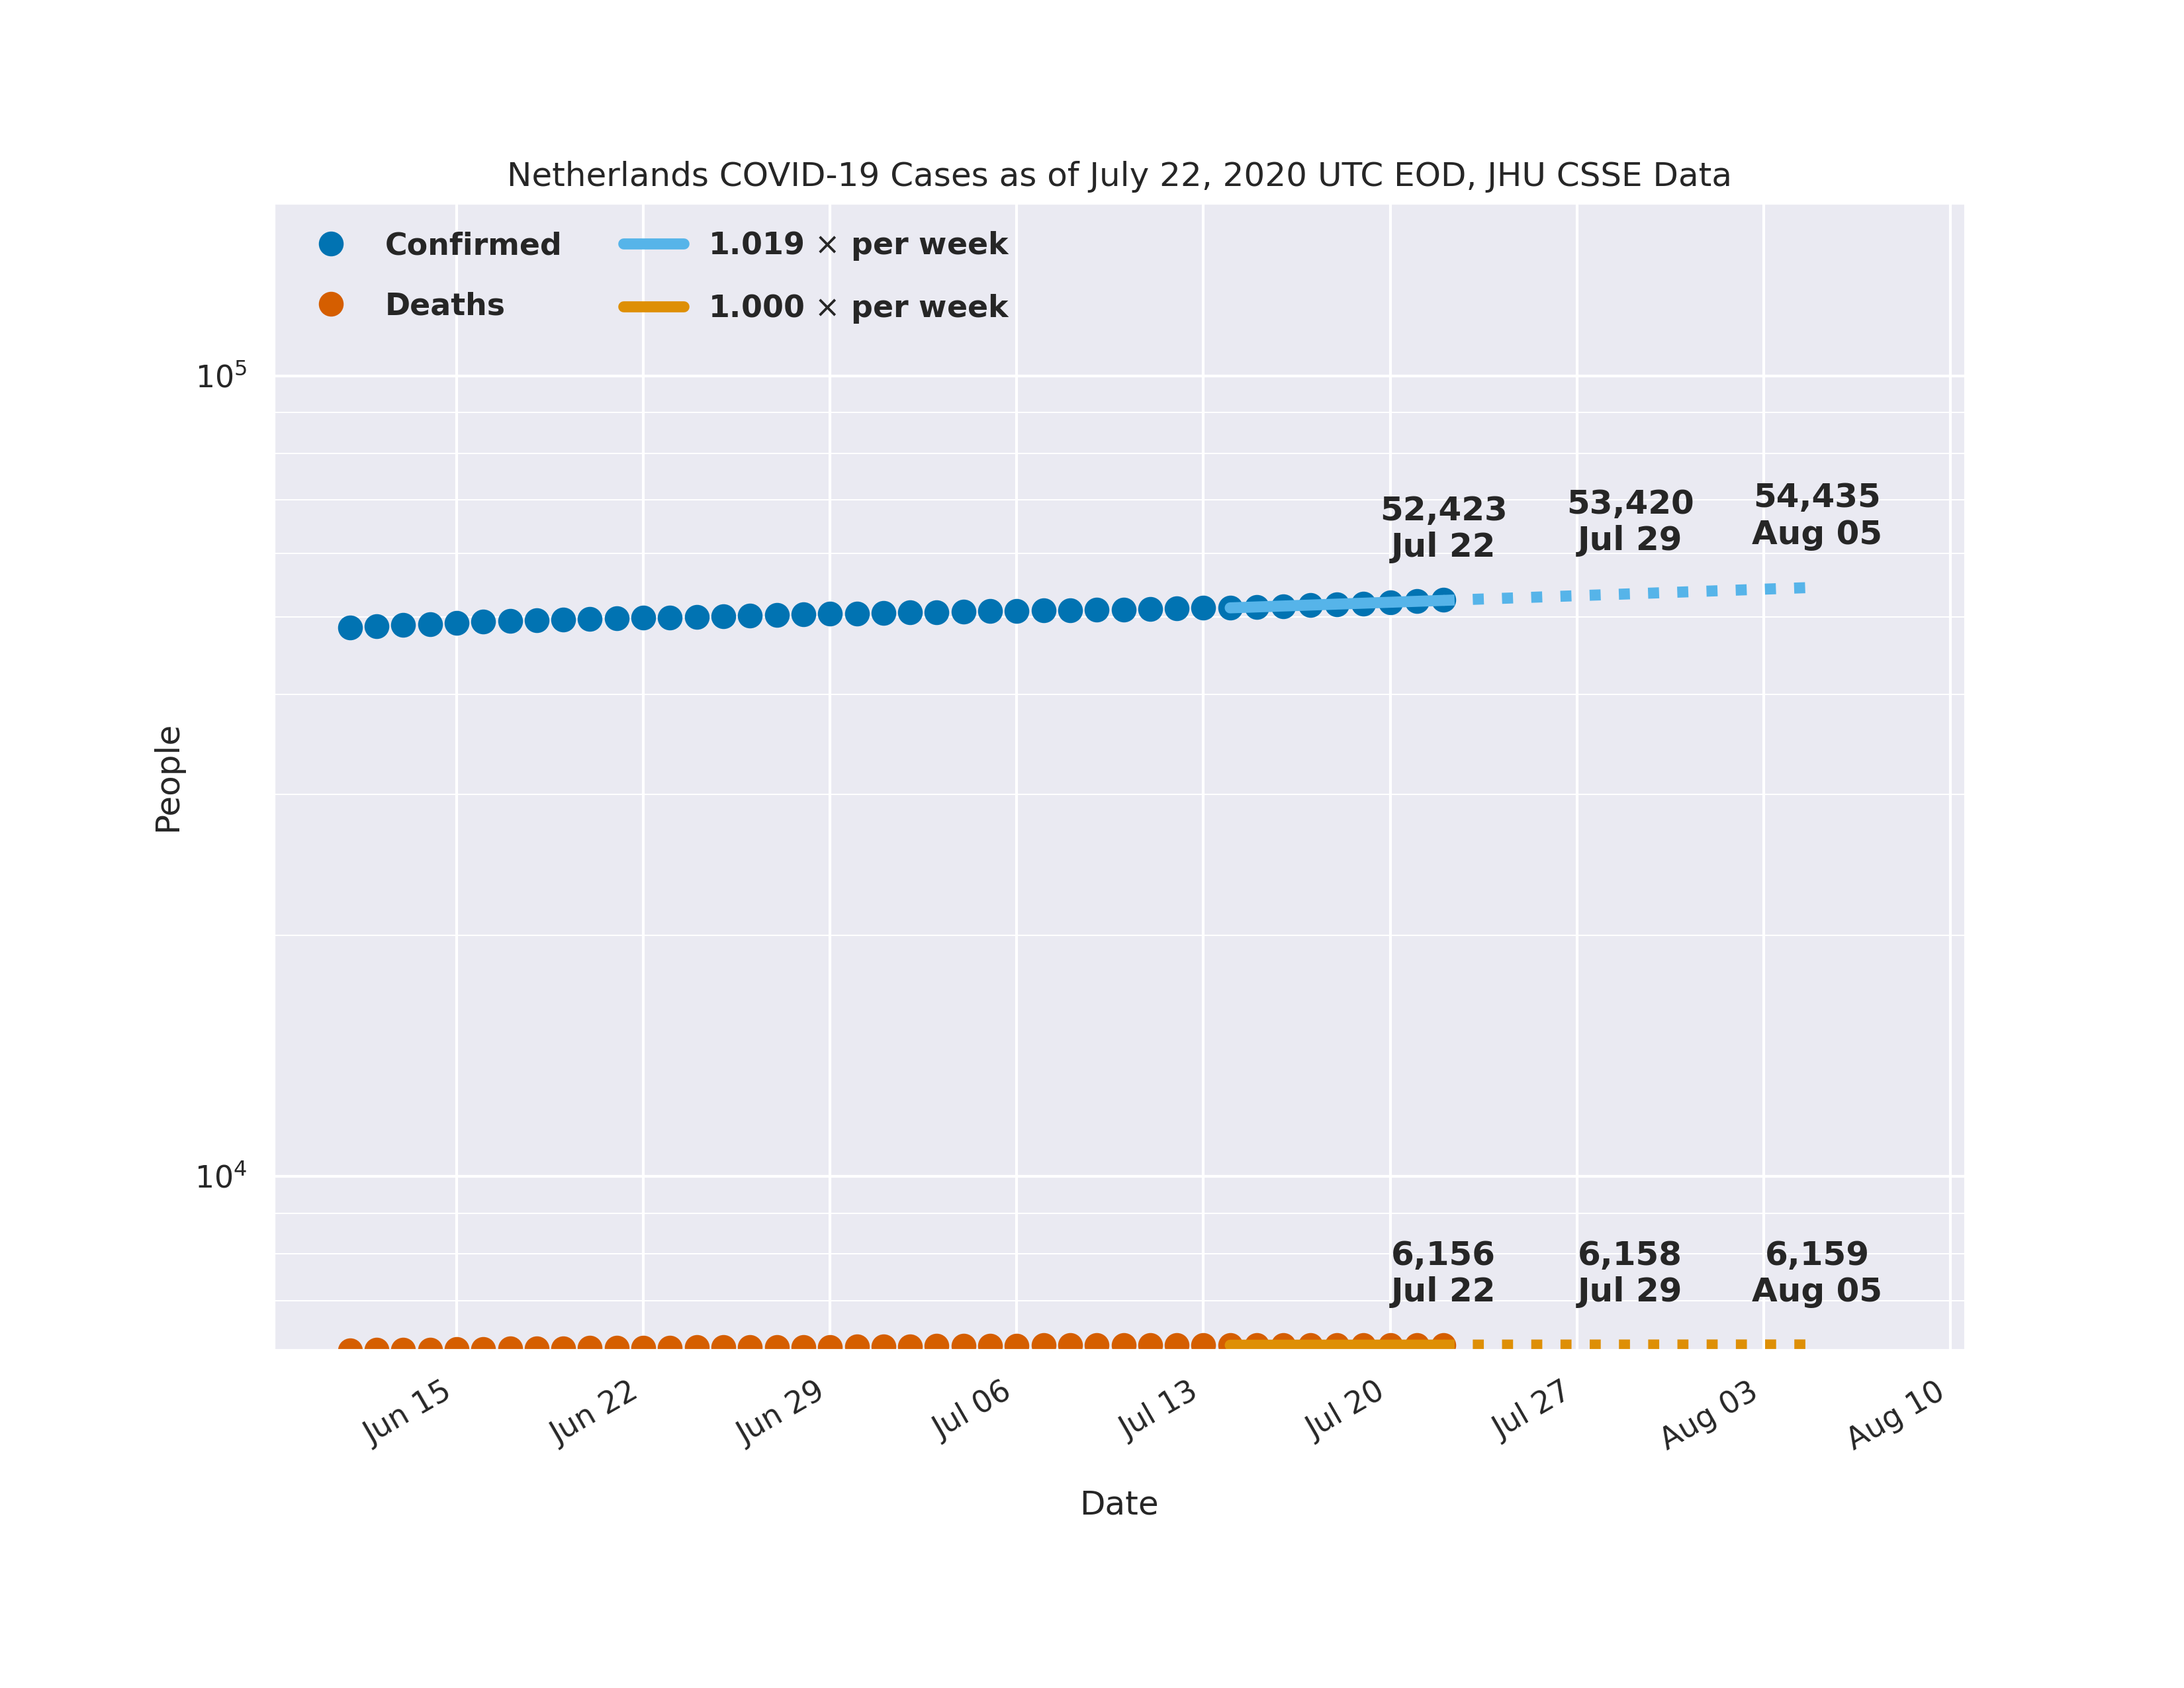 Netherlands COVID-19 Cases as of July 22, 2020 UTC EOD, JHU CSSE Data
Confirmed
Deaths
1.019 × per week
1.000 × per week
10⁵
10⁴
People
52,423
Jul 22
53,420
Jul 29
54,435
Aug 05
6,156
Jul 22
6,158
Jul 29
6,159
Aug 05
Jun 15
Jun 22
Jun 29
Jul 06
Jul 13
Jul 20
Jul 27
Aug 03
Aug 10
Date